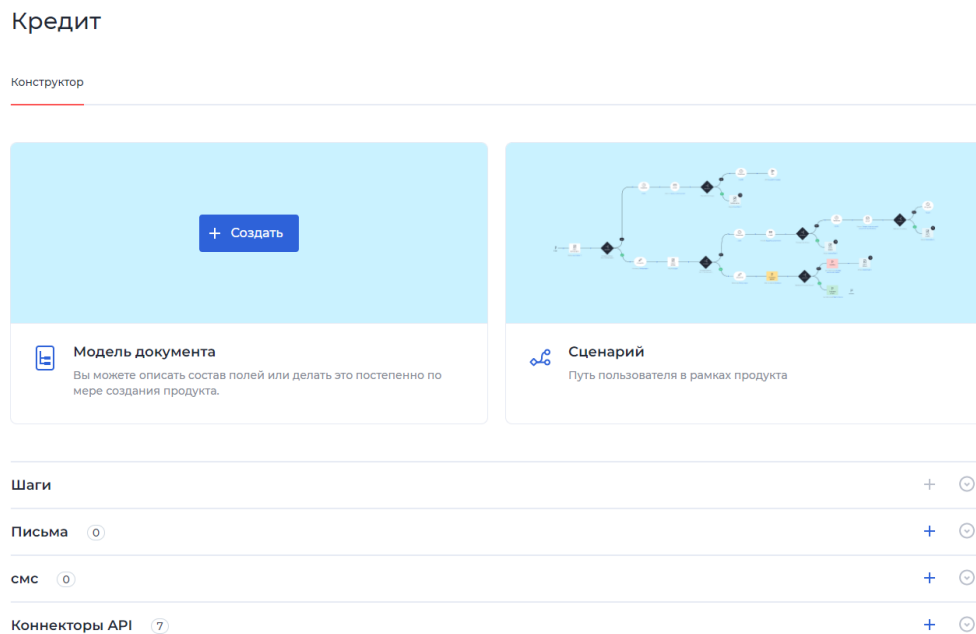 Кредит
Конструктор
+ Создать
Модель документа
Вы можете описать состав полей или делать это постепенно по
мере создания продукта.
Сценарий
Путь пользователя в рамках продукта
Шаги
Письма 0
смс 0
Коннекторы API 7